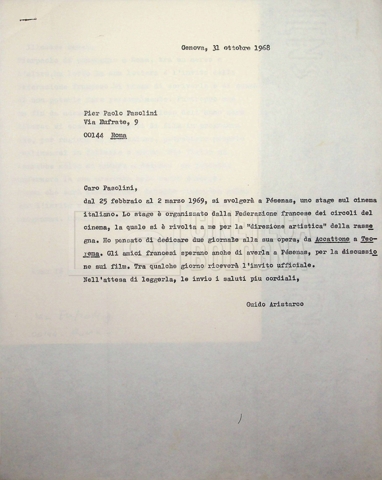 Genova, 31 ottobre 1968
Pier Paolo Pasolini
Via Eufrate, 9
00144 Roma
Caro Pasolini,
dal 25 febbraio al 2 marzo 1969, si svolgerà a Pésenas, uno stage sul cinema
italiano. Lo stage è organizzato dalla Federazione francese dei circoli del
cinema, la quale si è rivolta a me per la "direzione artistica" della rasse
gna. Ho pensato di dedicare due giornate alla sua opera, da Accattone a Teo-
rema. Gli amici francesi sperano anche di averla a Pésenas, per la discussio
ne sui film. Tra qualche giorno riceverà l'invito ufficiale.
Nell'attesa di leggerla, le invio i saluti piu cordiali,
Guido Aristarco